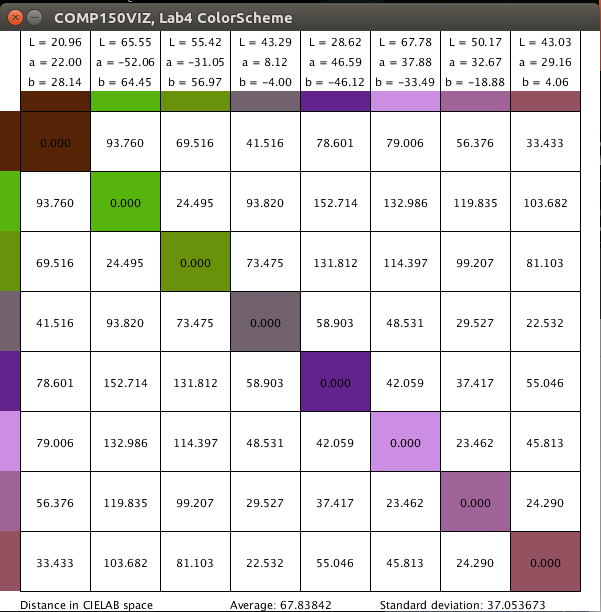 COMP150VIZ, Lab4 ColorScheme
L = 20.96 L = 65.55 L = 55.42 L = 43.29 L = 28.62 L = 67.78 L = 50.17 L = 43.03
a = 22.00 a = −52.06 a = −31.05 a = 8.12 a = 46.59 a = 37.88 a = 32.67 a = 29.16
b = 28.14 b = 64.45 b = 56.97 b = −4.00 b = −46.12 b = −33.49 b = −18.88 b = 4.06
0.000 93.760 69.516 41.516 78.601 79.006 56.376 33.433
93.760 0.000 24.495 93.820 152.714 132.986 119.835 103.682
69.516 24.495 0.000 73.475 131.812 114.397 99.207 81.103
41.516 93.820 73.475 0.000 58.903 48.531 29.527 22.532
78.601 152.714 131.812 58.903 0.000 42.059 37.417 55.046
79.006 132.986 114.397 48.531 42.059 0.000 23.462 45.813
56.376 119.835 99.207 29.527 37.417 23.462 0.000 24.290
33.433 103.682 81.103 22.532 55.046 45.813 24.290 0.000
Distance in CIELAB space Average: 67.83842 Standard deviation: 37.053673